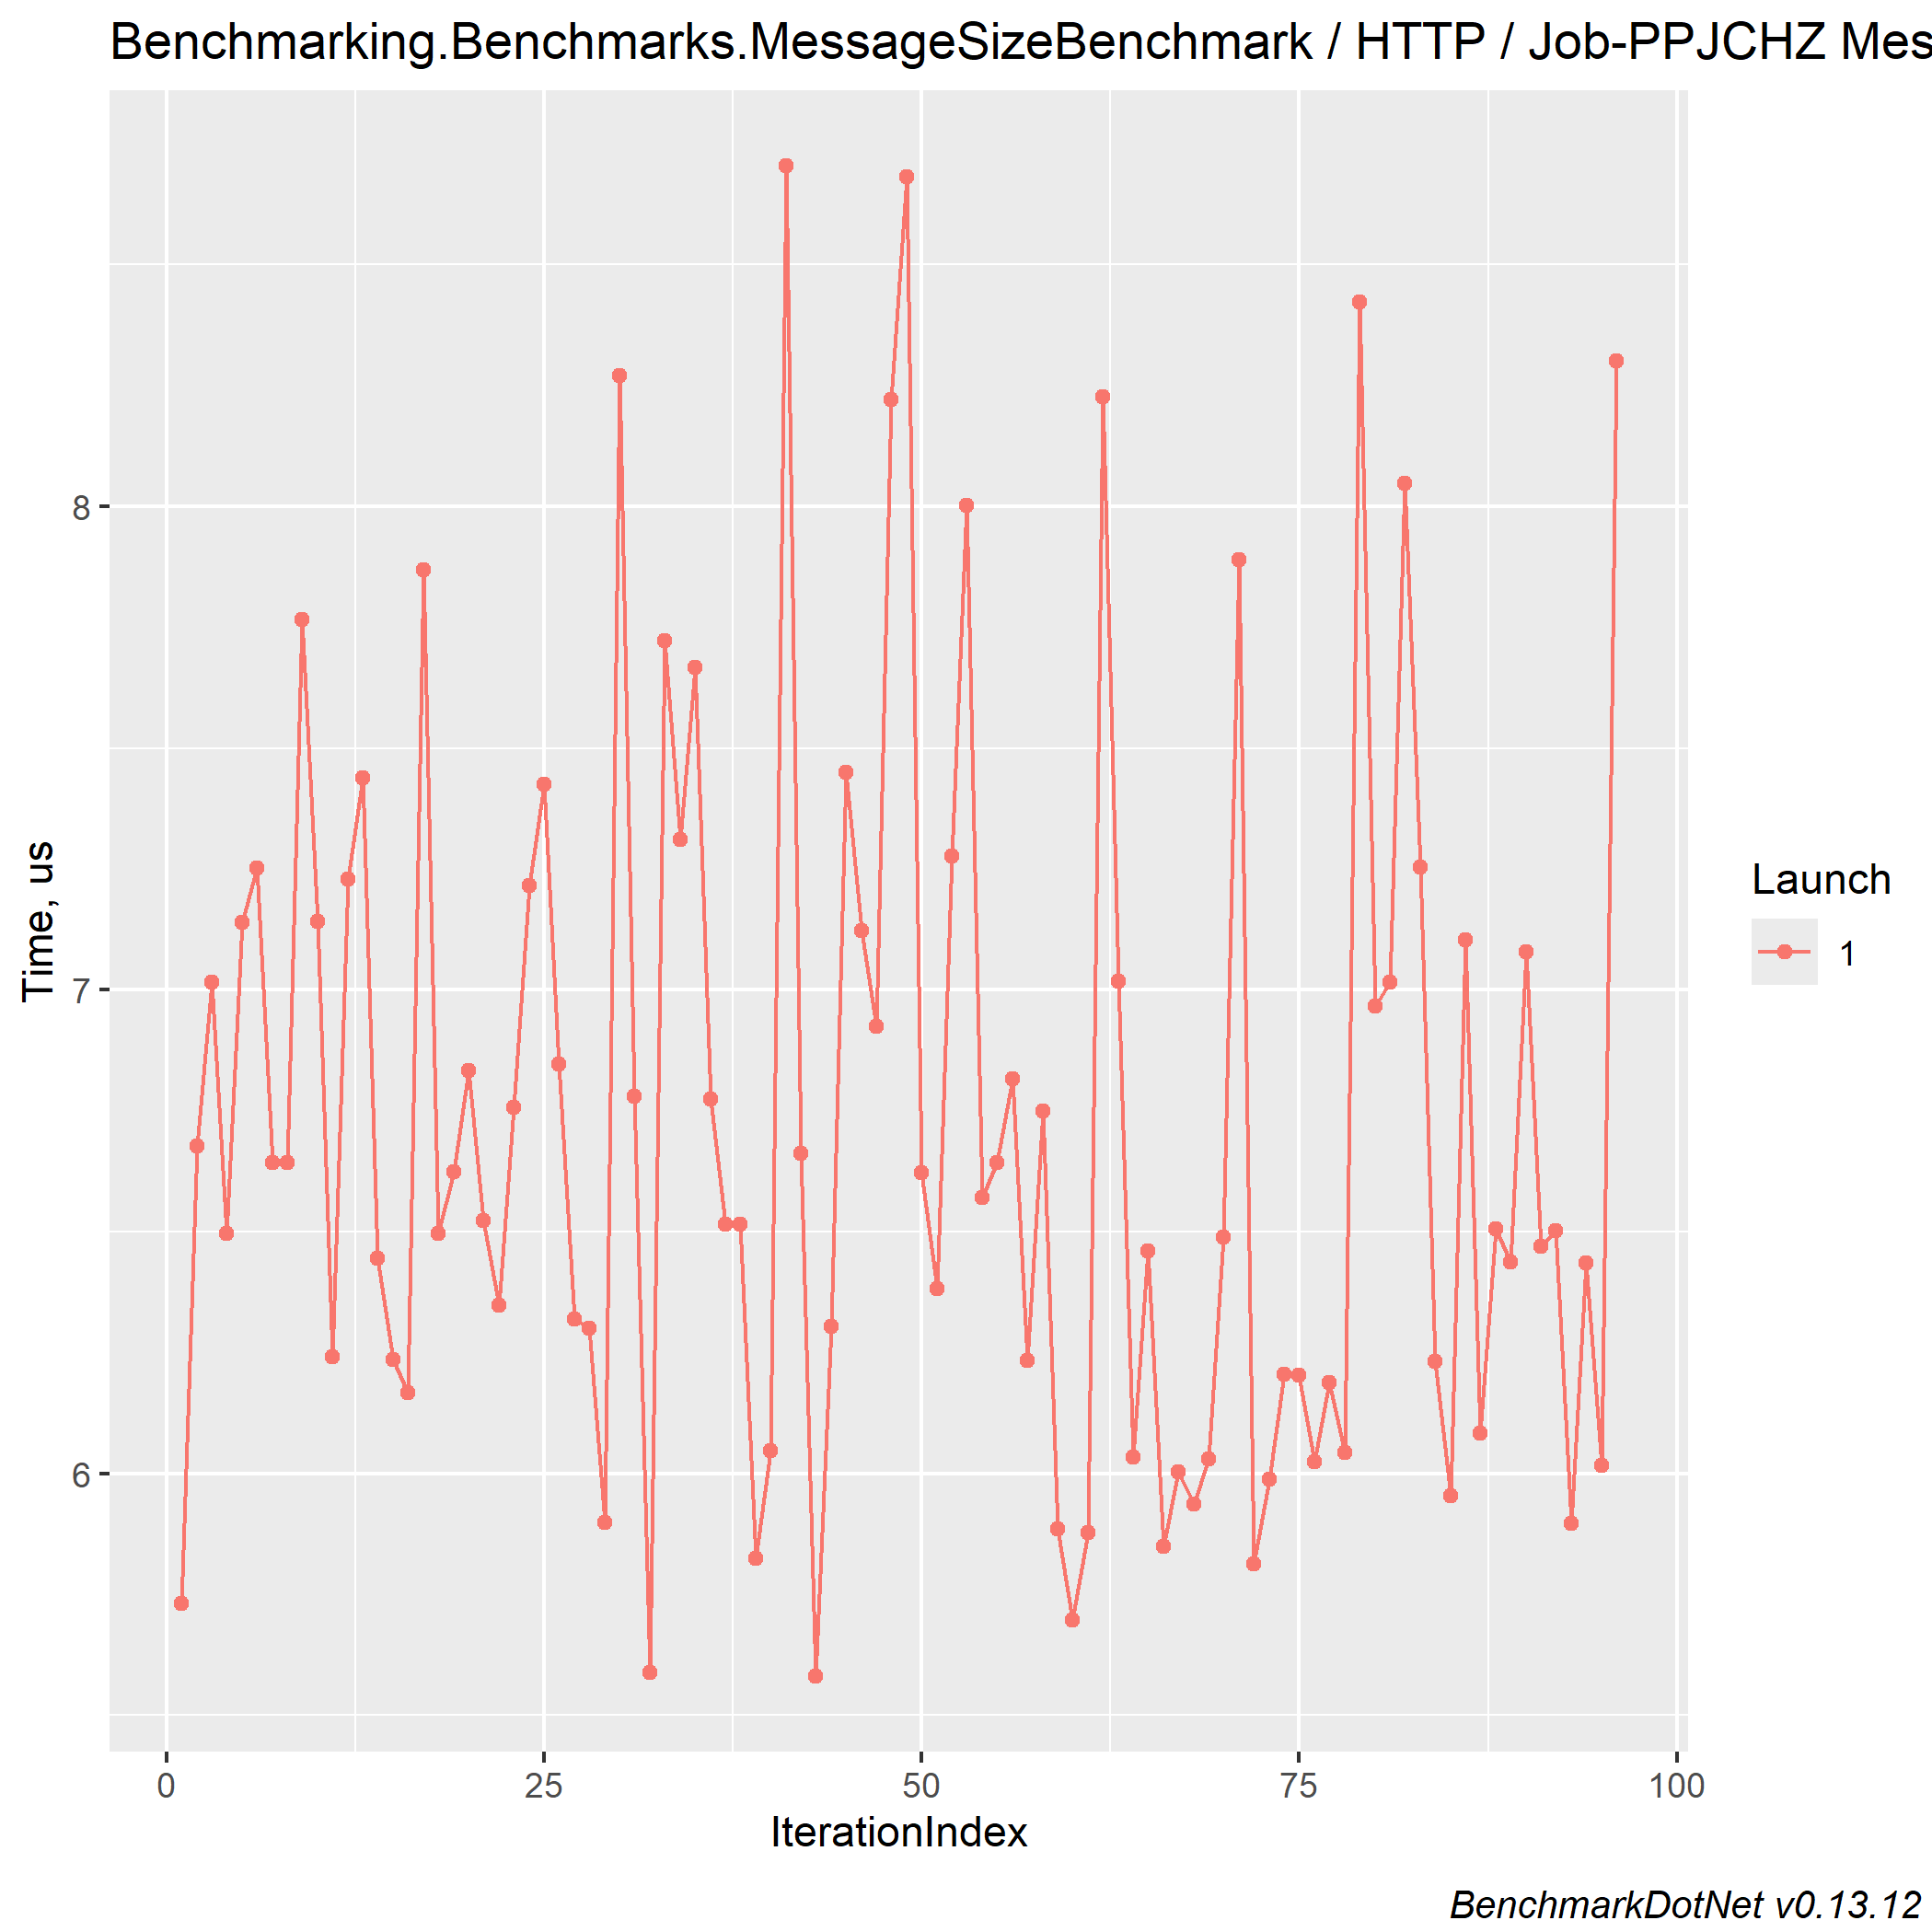 Benchmarking.Benchmarks.MessageSizeBenchmark / HTTP / Job-PPJCHZ Mes
Time, us
8
7
6
0 25 50 75 100
IterationIndex
Launch
1
BenchmarkDotNet v0.13.12